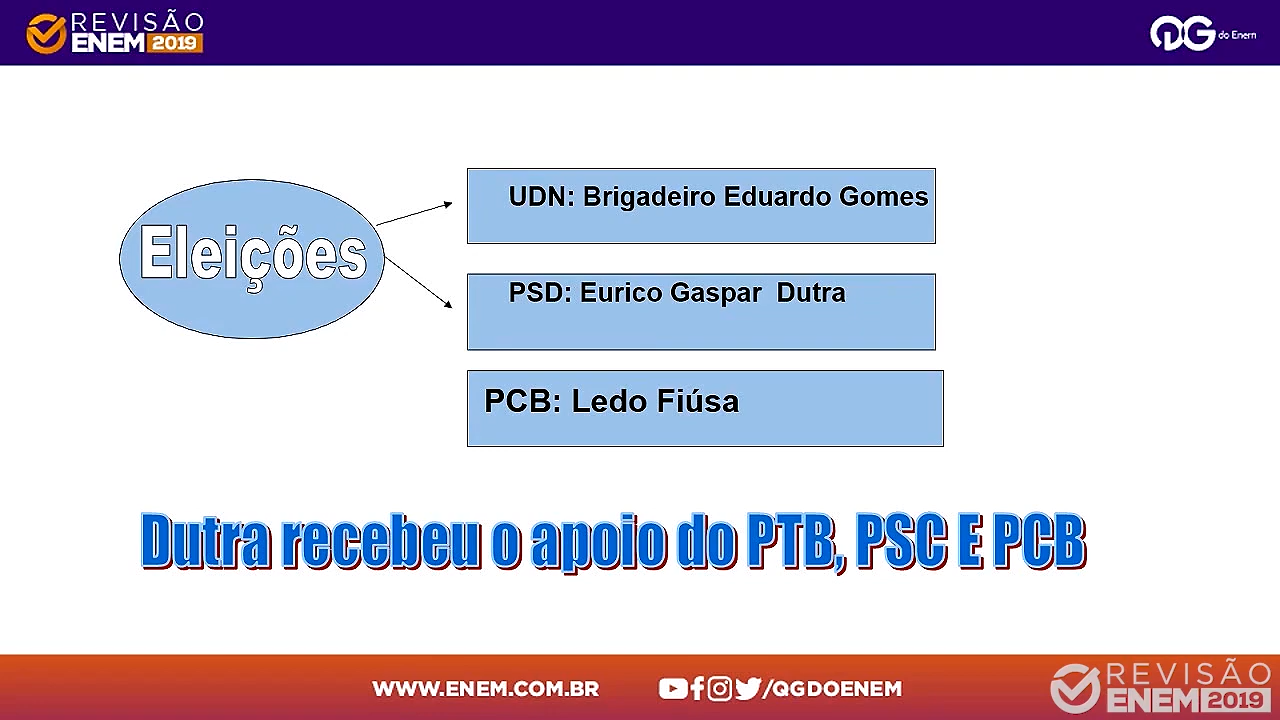 REVISÃO
ENEM 2019
QG do Enem
UDN: Brigadeiro Eduardo Gomes
Eleições
PSD: Eurico Gaspar  Dutra
PCB: Ledo Fiúsa
Dutra recebeu o apoio do PTB, PSC E PCB
WWW.ENEM.COM.BR
/QGDOENEM
REVISÃO
ENEM 2019